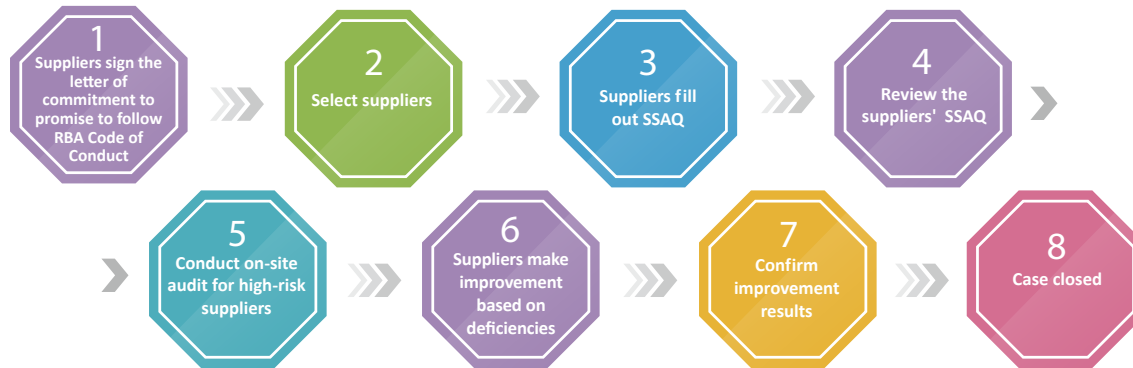 1
Suppliers sign the
letter of
commitment to
promise to follow
RBA Code of
Conduct
2
Select suppliers
3
Suppliers fill
out SSAQ
4
Review the
suppliers' SSAQ
5
Conduct on-site
audit for high-risk
suppliers
6
Suppliers make
improvement
based on
deficiencies
7
Confirm
improvement
results
8
Case closed